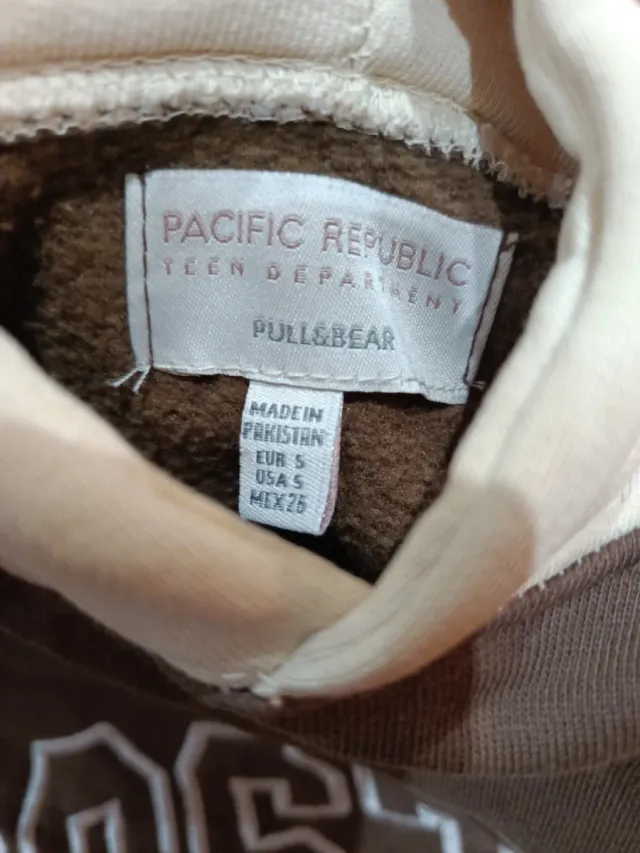 PACIFIC REPUBLIC
TEEN DEPARTMENT
PULL&BEAR
MADE IN
PAKISTAN
EUR S
USA S
MEX 26